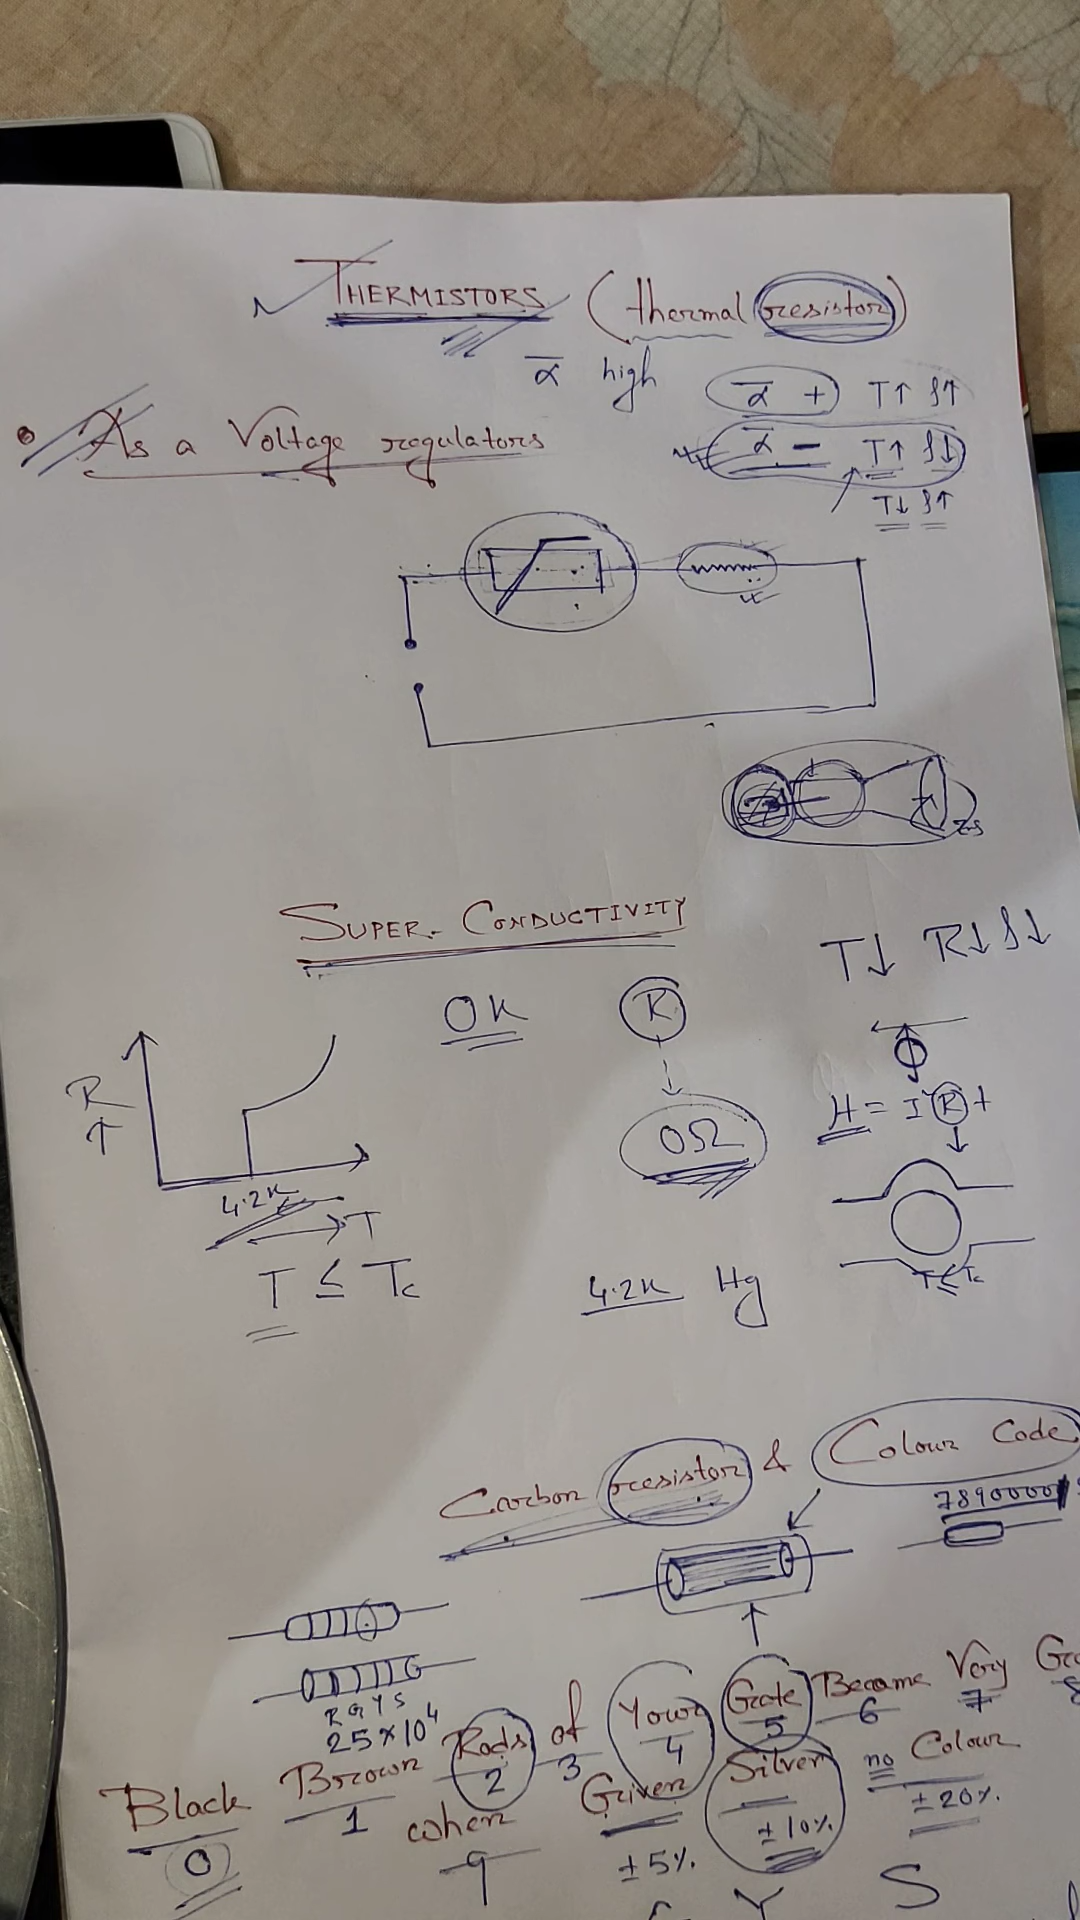 THERMISTORS (thermal resistor)
α high
α + T↑ ρ↑
α - T↑ ρ↓
T↓ ρ↑
• As a Voltage regulators
SUPER-CONDUCTIVITY
T↓ R↓ ρ↓
0K R
0Ω
R
↑
H = I²Rt
4.2K
→T
T ≤ Tc
4.2K Hg
T≤Tc
Carbon resistor & Colour Code
7890000
R G Y S
25×10⁴
Black Brown Rods of Your Gate Became Very
0 1 2 3 4 5 6 7 8
when Given Silver no Colour
9 ±5% ±10% ±20%
Y S